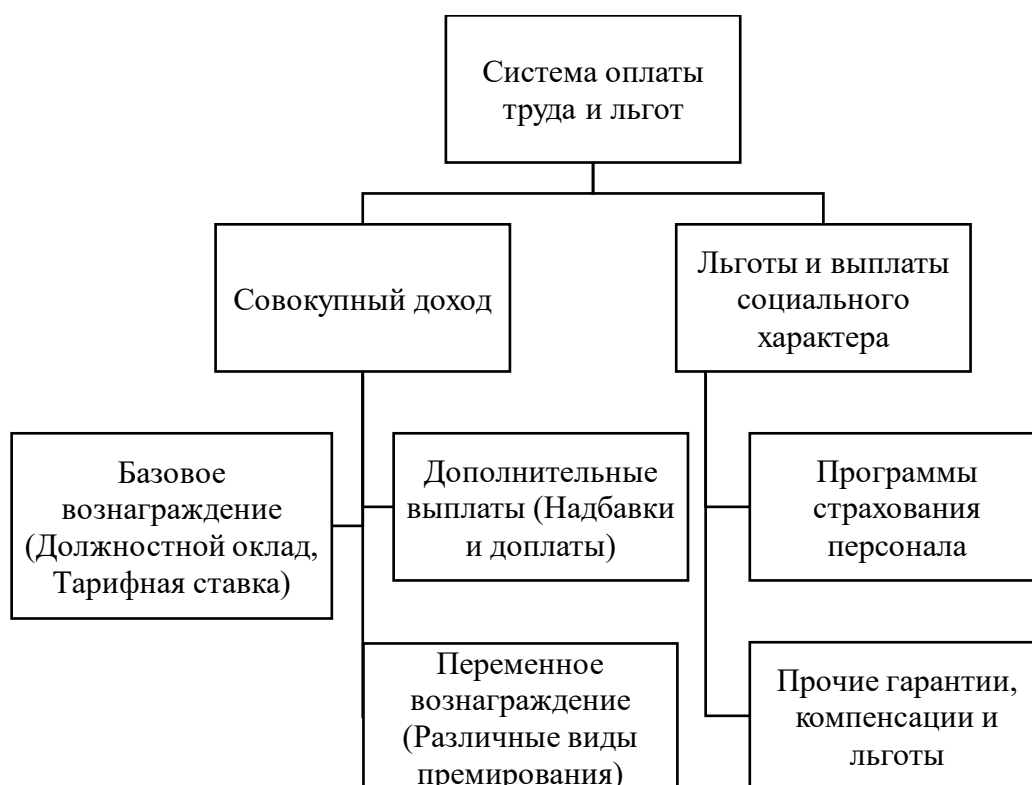 Система оплаты
труда и льгот
Совокупный доход
Льготы и выплаты
социального
характера
Базовое
вознаграждение
(Должностной оклад,
Тарифная ставка)
Дополнительные
выплаты (Надбавки
и доплаты)
Программы
страхования
персонала
Переменное
вознаграждение
(Различные виды
премирования)
Прочие гарантии,
компенсации и
льготы